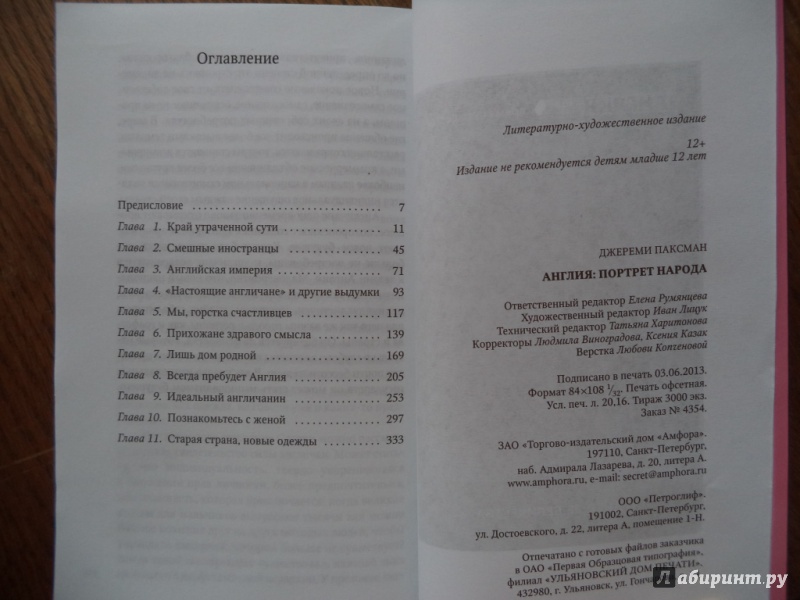 Оглавление
Предисловие ................................ 7
Глава 1. Край утраченной сути .................. 11
Глава 2. Смешные иностранцы .................. 45
Глава 3. Английская империя ................... 71
Глава 4. «Настоящие англичане» и другие выдумки 93
Глава 5. Мы, горстка счастливцев ................ 117
Глава 6. Прихожане здравого смысла ............. 139
Глава 7. Лишь дом родной ...................... 169
Глава 8. Всегда пребудет Англия ................. 205
Глава 9. Идеальный англичанин ................. 253
Глава 10. Познакомьтесь с женой ................. 297
Глава 11. Старая страна, новые одежды ............ 333
Литературно-художественное издание
12+
Издание не рекомендуется детям младше 12 лет
ДЖЕРЕМИ ПАКСМАН
АНГЛИЯ: ПОРТРЕТ НАРОДА
Ответственный редактор Елена Румянцева
Художественный редактор Иван Лицук
Технический редактор Татьяна Харитонова
Корректоры Людмила Виноградова, Ксения Казак
Верстка Любови Копченовой
Подписано в печать 03.06.2013.
Формат 84×108 1/32. Печать офсетная.
Усл. печ. л. 20,16. Тираж 3000 экз.
Заказ № 4354.
ЗАО «Торгово-издательский дом «Амфора».
197110, Санкт-Петербург,
наб. Адмирала Лазарева, д. 20, литера А.
www.amphora.ru, e-mail: secret@amphora.ru
ООО «Петроглиф».
191002, Санкт-Петербург,
ул. Достоевского, д. 22, литера А, помещение 1-Н.
Отпечатано с готовых файлов заказчика
в ОАО «Первая Образцовая типография»,
филиал «УЛЬЯНОВСКИЙ ДОМ ПЕЧАТИ».
432980, г. Ульяновск, ул.
Лабиринт.ру